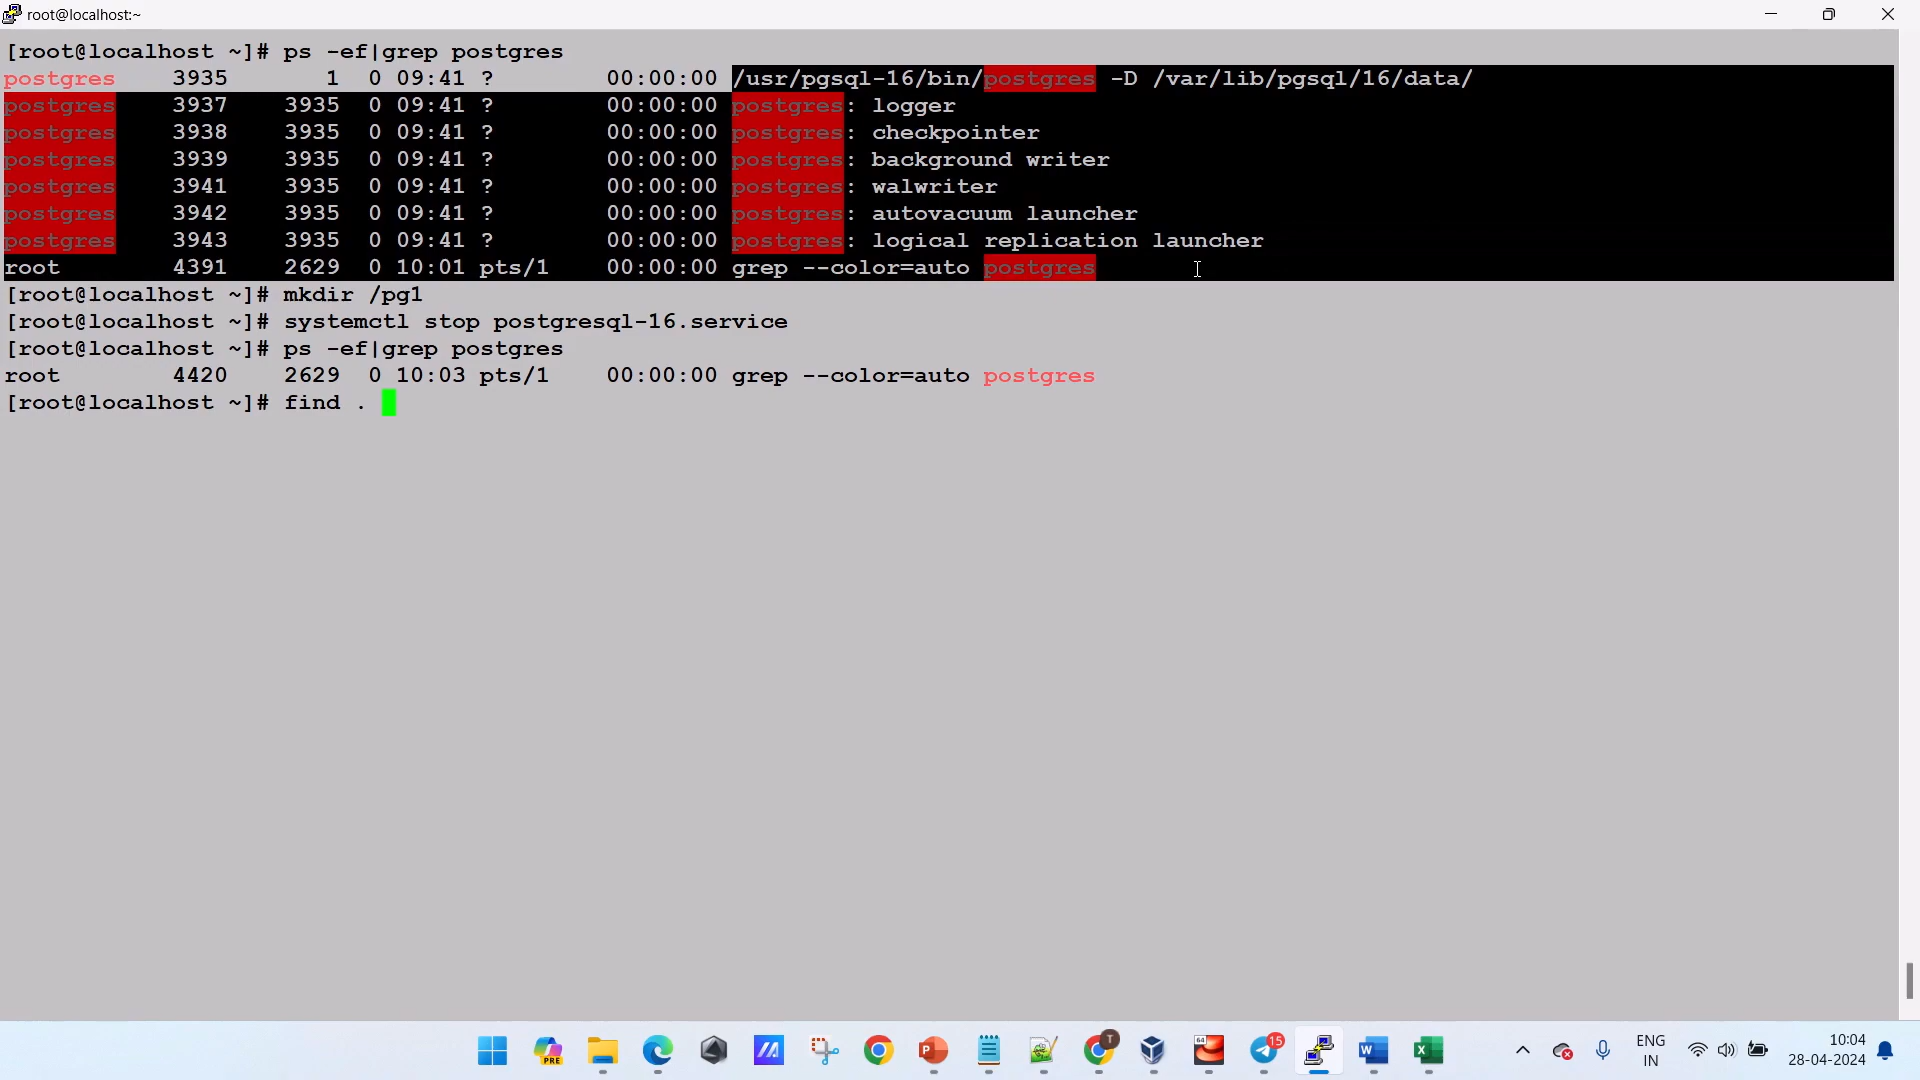 root@localhost:~
[root@localhost ~]# ps -ef|grep postgres
postgres    3935       1  0 09:41 ?        00:00:00 /usr/pgsql-16/bin/postgres -D /var/lib/pgsql/16/data/
postgres    3937    3935  0 09:41 ?        00:00:00 postgres: logger
postgres    3938    3935  0 09:41 ?        00:00:00 postgres: checkpointer
postgres    3939    3935  0 09:41 ?        00:00:00 postgres: background writer
postgres    3941    3935  0 09:41 ?        00:00:00 postgres: walwriter
postgres    3942    3935  0 09:41 ?        00:00:00 postgres: autovacuum launcher
postgres    3943    3935  0 09:41 ?        00:00:00 postgres: logical replication launcher
root        4391    2629  0 10:01 pts/1    00:00:00 grep --color=auto postgres
[root@localhost ~]# mkdir /pg1
[root@localhost ~]# systemctl stop postgresql-16.service
[root@localhost ~]# ps -ef|grep postgres
root        4420    2629  0 10:03 pts/1    00:00:00 grep --color=auto postgres
[root@localhost ~]# find .
PRE
P
64
T
15
W
X
ENG
IN
10:04
28-04-2024